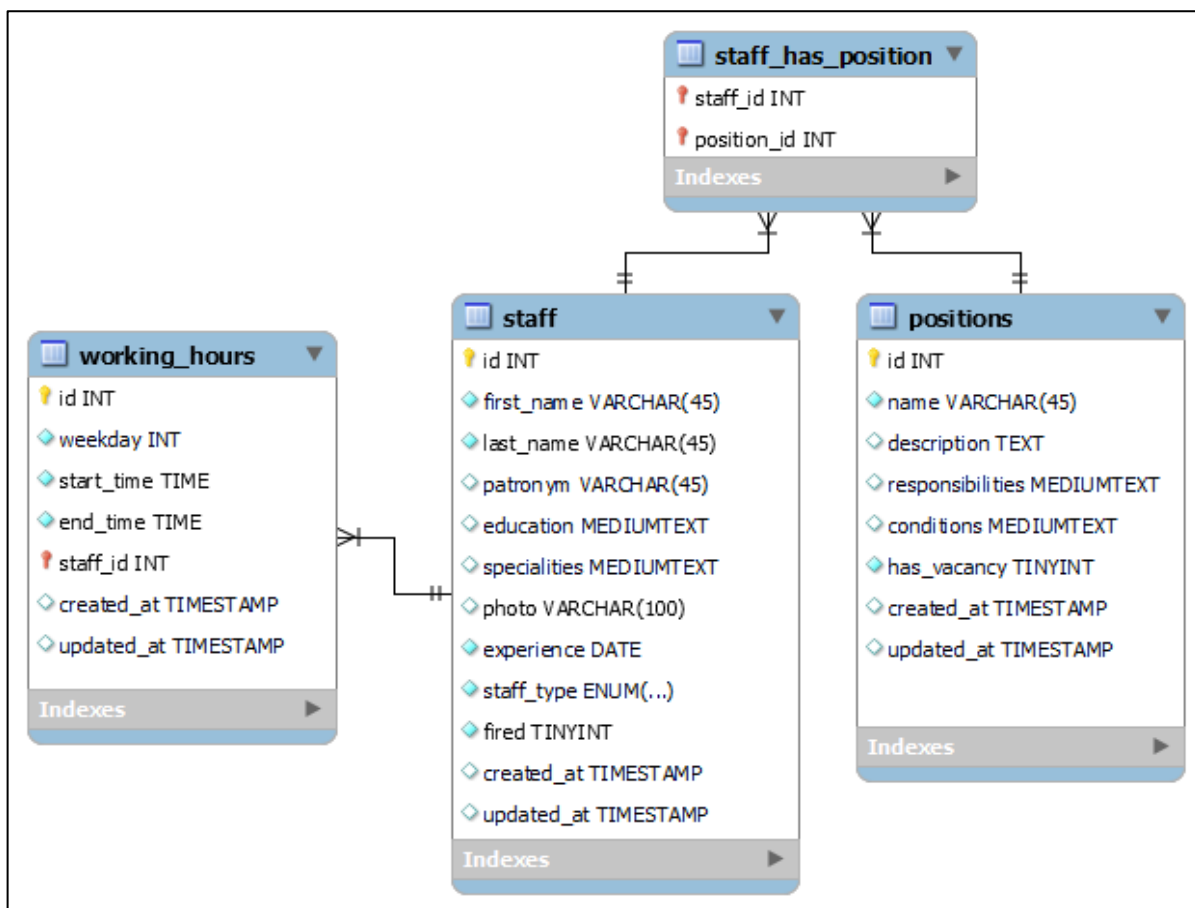 staff_has_position
staff_id INT
position_id INT
Indexes
working_hours
id INT
weekday INT
start_time TIME
end_time TIME
staff_id INT
created_at TIMESTAMP
updated_at TIMESTAMP
Indexes
staff
id INT
first_name VARCHAR(45)
last_name VARCHAR(45)
patronym VARCHAR(45)
education MEDIUMTEXT
specialities MEDIUMTEXT
photo VARCHAR(100)
experience DATE
staff_type ENUM(...)
fired TINYINT
created_at TIMESTAMP
updated_at TIMESTAMP
Indexes
positions
id INT
name VARCHAR(45)
description TEXT
responsibilities MEDIUMTEXT
conditions MEDIUMTEXT
has_vacancy TINYINT
created_at TIMESTAMP
updated_at TIMESTAMP
Indexes